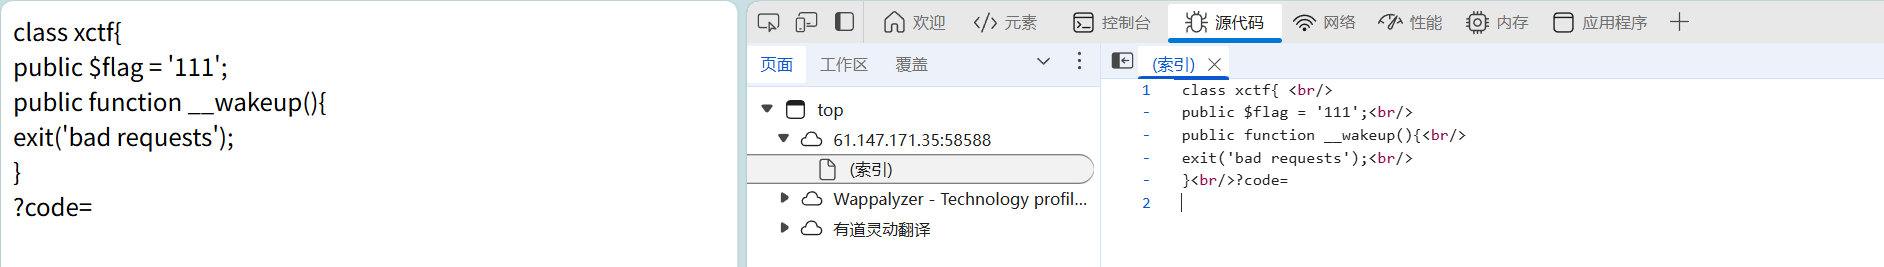 class xctf{
public $flag = '111';
public function __wakeup(){
exit('bad requests');
}
?code=
欢迎
元素
控制台
源代码
网络
性能
内存
应用程序
页面
工作区
覆盖
top
61.147.171.35:58588
(索引)
Wappalyzer - Technology profil...
有道灵动翻译
(索引)
1 class xctf{ <br/>
- public $flag = '111';<br/>
- public function __wakeup(){<br/>
- exit('bad requests');<br/>
- }<br/>?code=
2